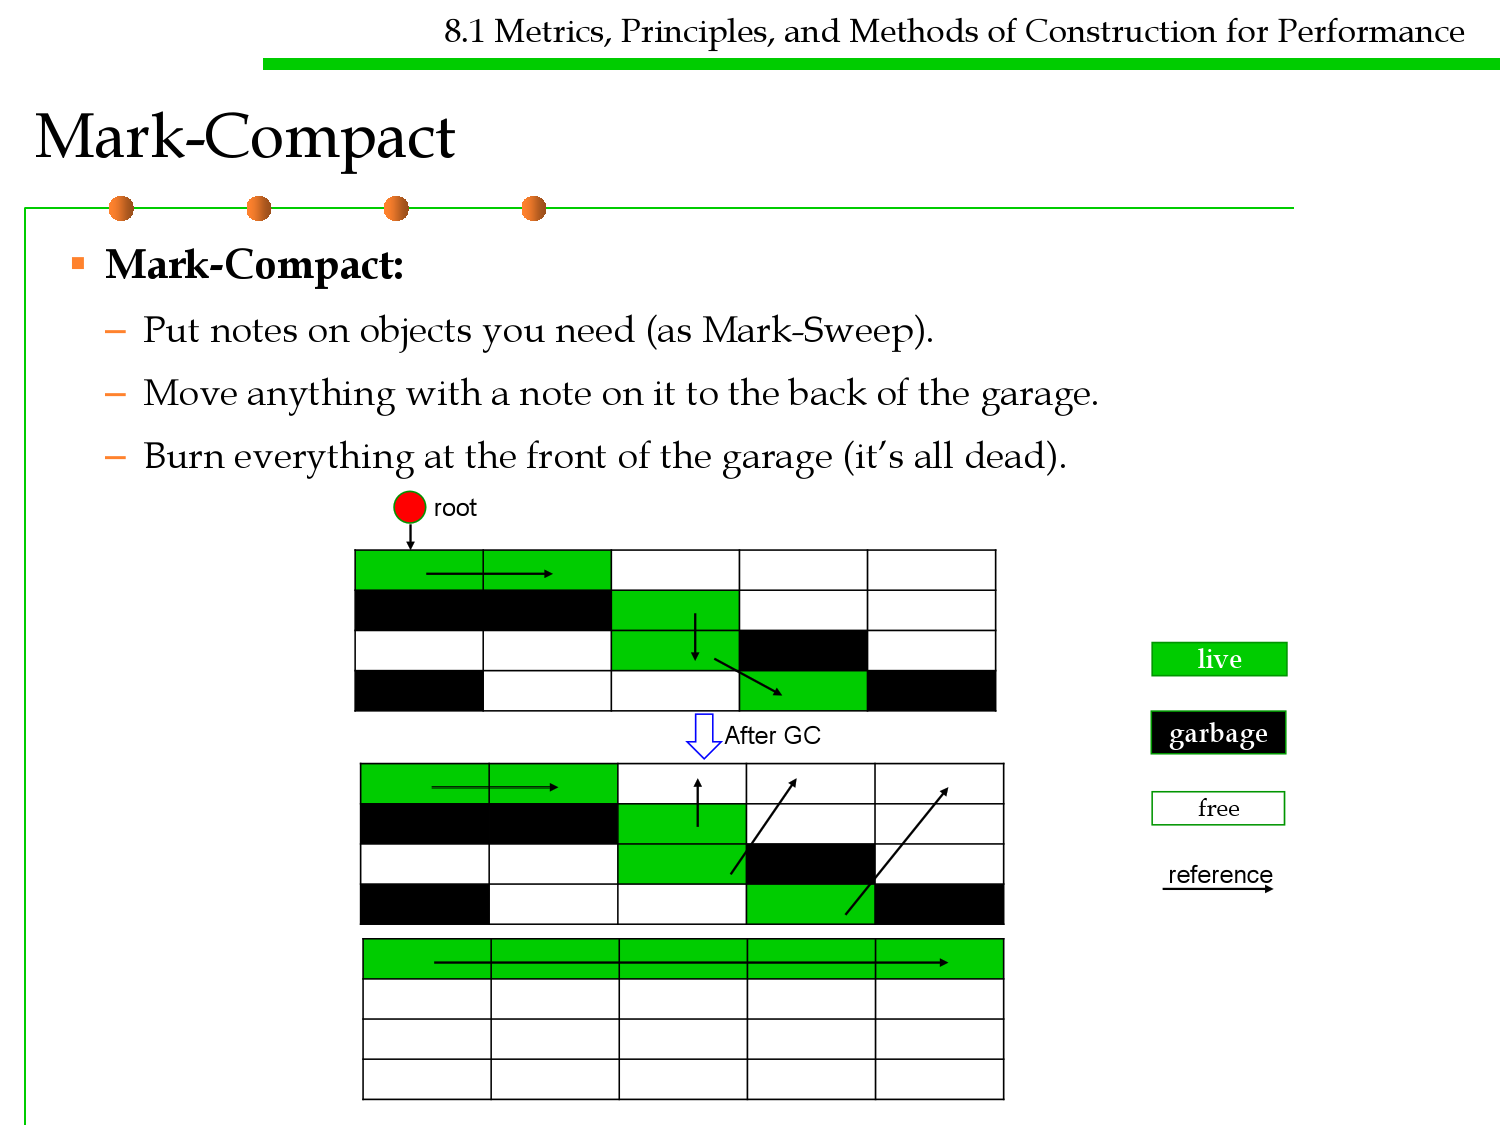 8.1 Metrics, Principles, and Methods of Construction for Performance
Mark-Compact
Mark-Compact:
– Put notes on objects you need (as Mark-Sweep).
– Move anything with a note on it to the back of the garage.
– Burn everything at the front of the garage (it’s all dead).
root
After GC
live
garbage
free
reference